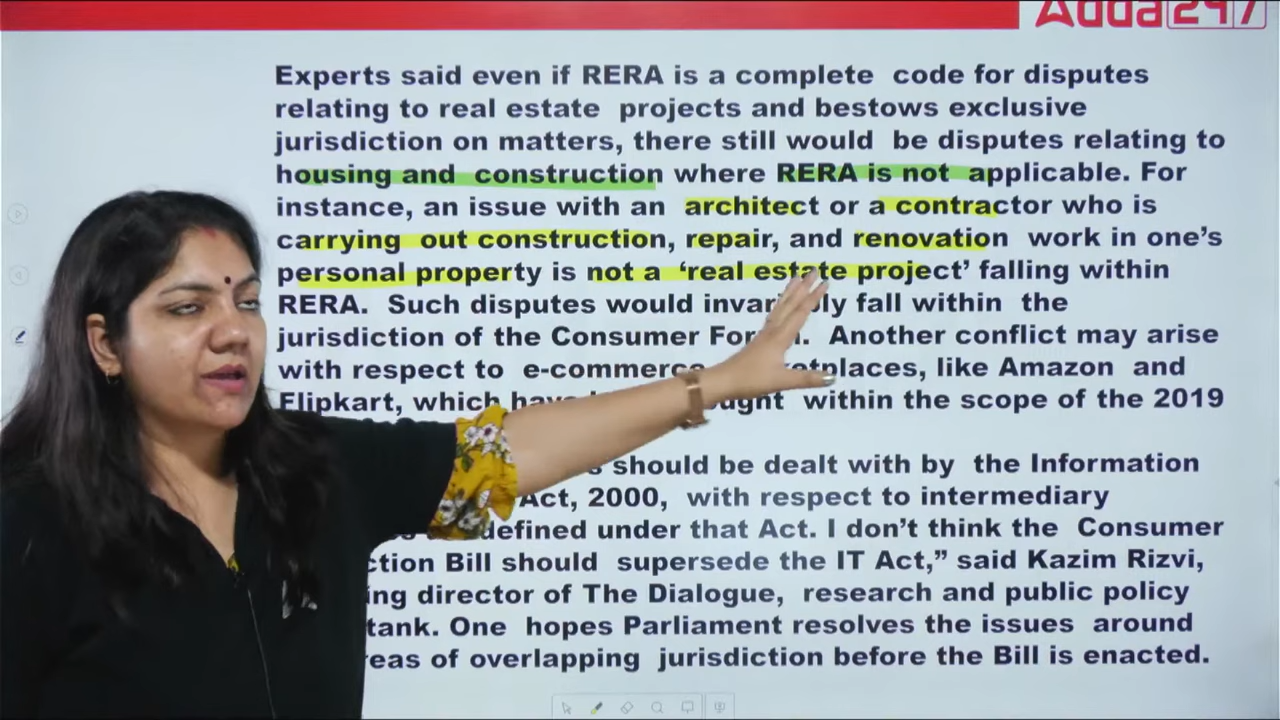 Adda247
Experts said even if RERA is a complete code for disputes
relating to real estate projects and bestows exclusive
jurisdiction on matters, there still would be disputes relating to
housing and construction where RERA is not applicable. For
instance, an issue with an architect or a contractor who is
carrying out construction, repair, and renovation work in one's
personal property is not a 'real estate project' falling within
RERA. Such disputes would fall within the
jurisdiction of the Consumer Another conflict may arise
with respect to e-commerce like Amazon and
Flipkart, which within the scope of the 2019
should be dealt with by the Information
Act, 2000, with respect to intermediary
defined under that Act. I don't think the Consumer
Bill should supersede the IT Act," said Kazim Rizvi,
director of The Dialogue, research and public policy
tank. One hopes Parliament resolves the issues around
of overlapping jurisdiction before the Bill is enacted.